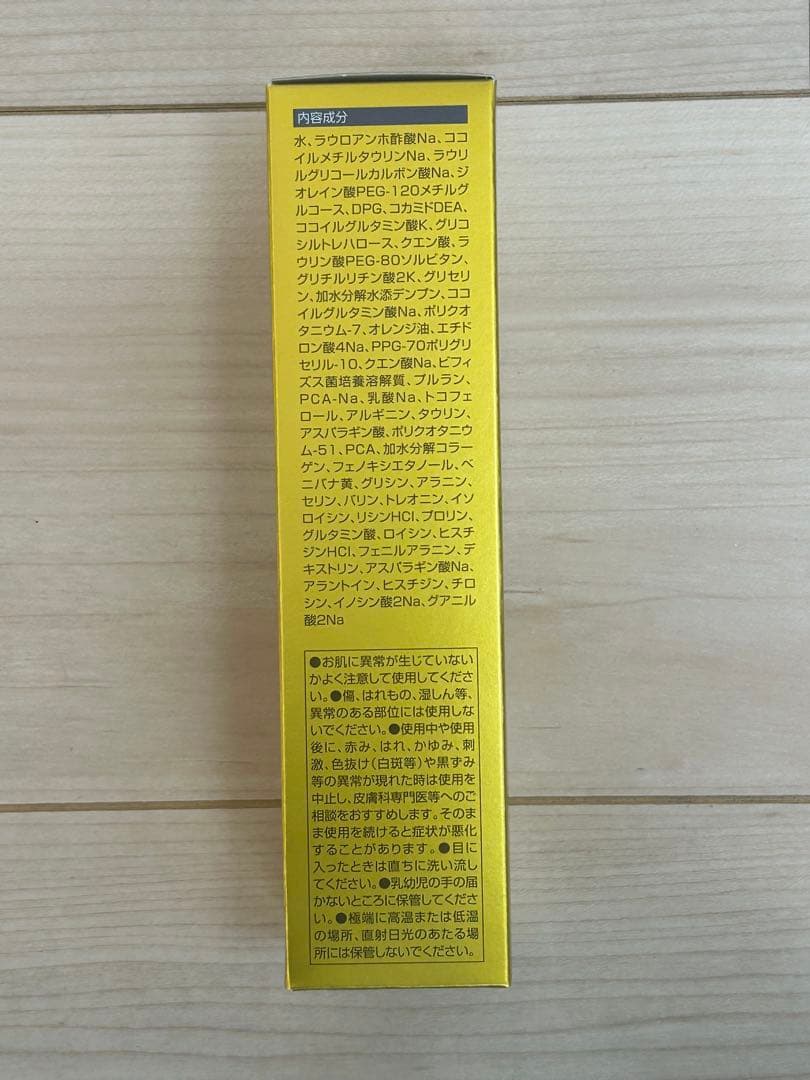 内容成分
水、ラウロアンホ酢酸Na、ココ
イルメチルタウリンNa、ラウリ
ルグリコールカルボン酸Na、ジ
オレイン酸PEG-120メチルグ
ルコース、DPG、コカミドDEA、
ココイルグルタミン酸K、グリコ
シルトレハロース、クエン酸、ラ
ウリン酸PEG-80ソルビタン、
グリチルリチン酸2K、グリセリ
ン、加水分解水添デンプン、ココ
イルグルタミン酸Na、ポリクオ
タニウム-7、オレンジ油、エチド
ロン酸4Na、PPG-70ポリグリ
セリル-10、クエン酸Na、ビフィ
ズス菌培養溶解質、プルラン、
PCA-Na、乳酸Na、トコフェ
ロール、アルギニン、タウリン、
アスパラギン酸、ポリクオタニウ
ム-51、PCA、加水分解コラー
ゲン、フェノキシエタノール、ベ
ニバナ黄、グリシン、アラニン、
セリン、バリン、トレオニン、イソ
ロイシン、リシンHCl、プロリン、
グルタミン酸、ロイシン、ヒスチ
ジンHCl、フェニルアラニン、デ
キストリン、アスパラギン酸Na、
アラントイン、ヒスチジン、チロ
シン、イノシン酸2Na、グアニル
酸2Na
●お肌に異常が生じていない
かよく注意して使用してくださ
い。●傷、はれもの、湿しん等、
異常のある部位には使用しな
いでください。●使用中や使用
後に、赤み、はれ、かゆみ、刺
激、色抜け(白斑等)や黒ずみ
等の異常が現れた時は使用を
中止し、皮膚科専門医等へのご
相談をおすすめします。そのま
ま使用を続けると症状が悪化
することがあります。●目に
入ったときは直ちに洗い流し
てください。●乳幼児の手の届
かないところに保管してくださ
い。●極端に高温または低温
の場所、直射日光のあたる場
所には保管しないでください。